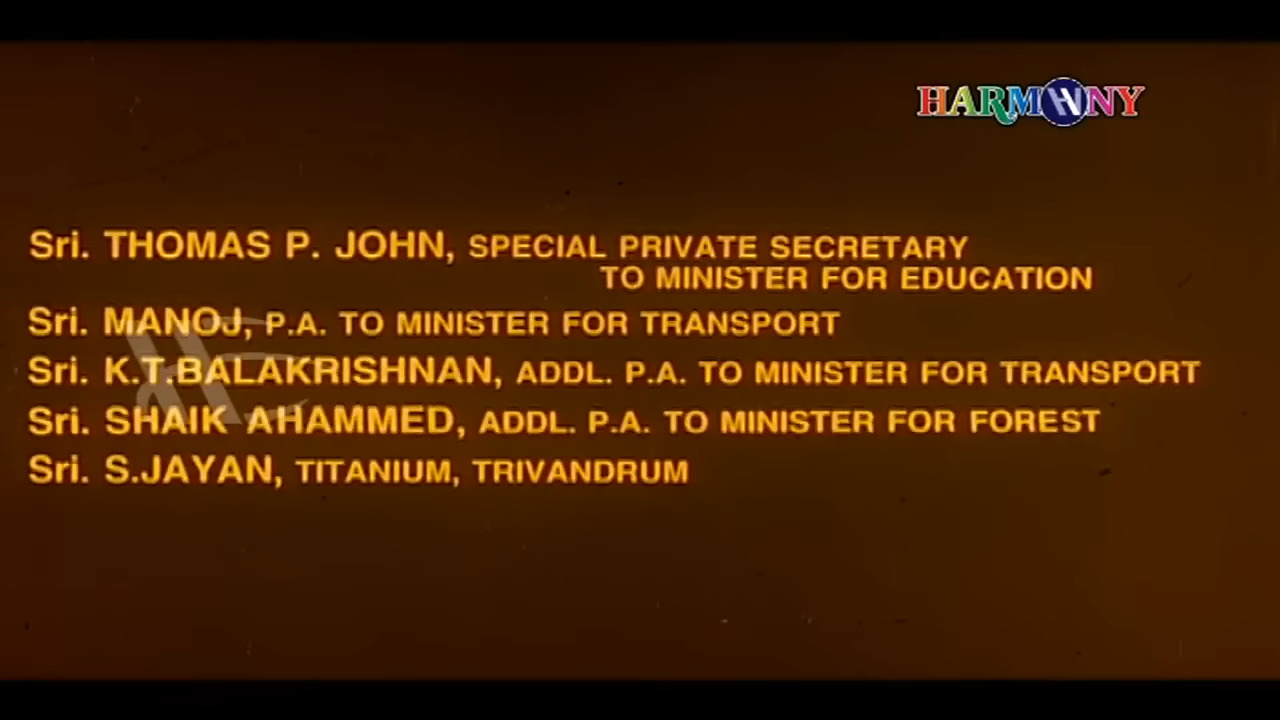 HARMONY
Sri. THOMAS P. JOHN, SPECIAL PRIVATE SECRETARY
TO MINISTER FOR EDUCATION
Sri. MANOJ, P.A. TO MINISTER FOR TRANSPORT
Sri. K.T.BALAKRISHNAN, ADDL. P.A. TO MINISTER FOR TRANSPORT
Sri. SHAIK AHAMMED, ADDL. P.A. TO MINISTER FOR FOREST
Sri. S.JAYAN, TITANIUM, TRIVANDRUM